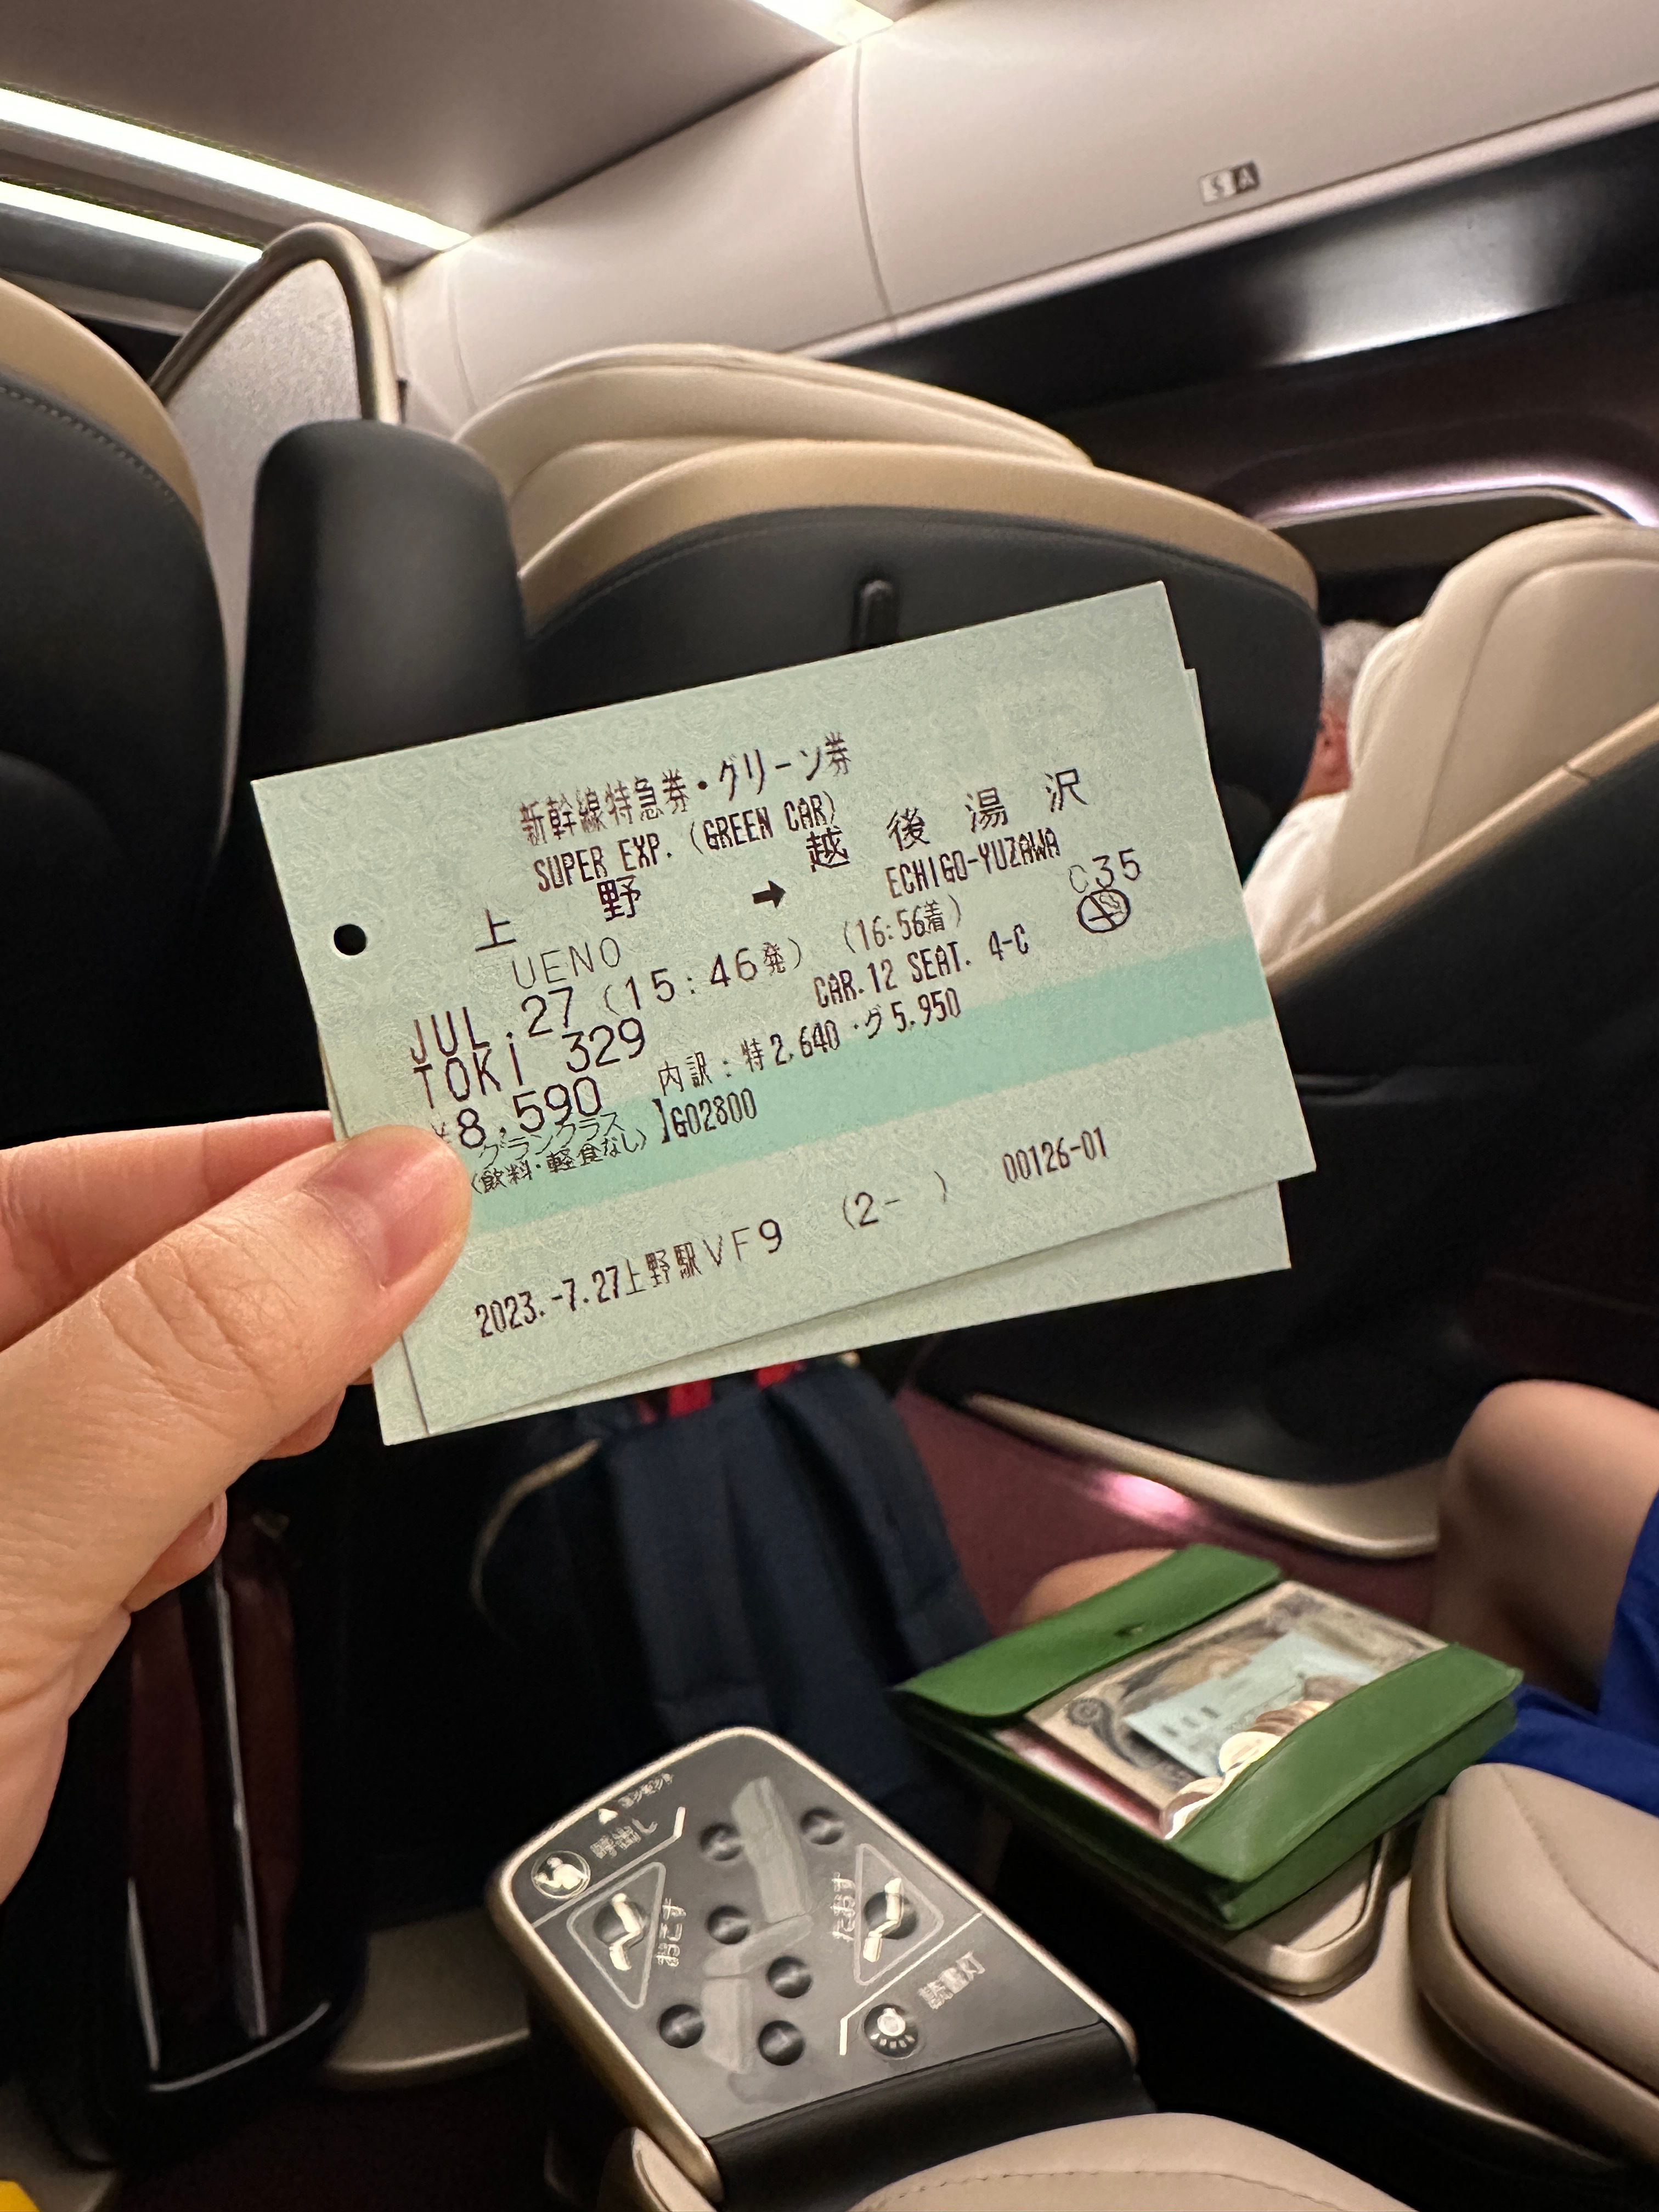 5 A
新幹線特急券・グリーン券
SUPER EXP. (GREEN CAR)
上 野 ➡ 越 後 湯 沢
UENO ECHIGO-YUZAWA
JUL.27 (15:46発) (16:56着) C35
TOKI 329 CAR.12 SEAT. 4-C
¥8,590 内訳:特2,640・グ5,950
グランクラス
(飲料・軽食なし) 】G02800
2023.-7.27上野駅VF9 (2- ) 00126-01
呼出し
おこす
たおす
読書灯